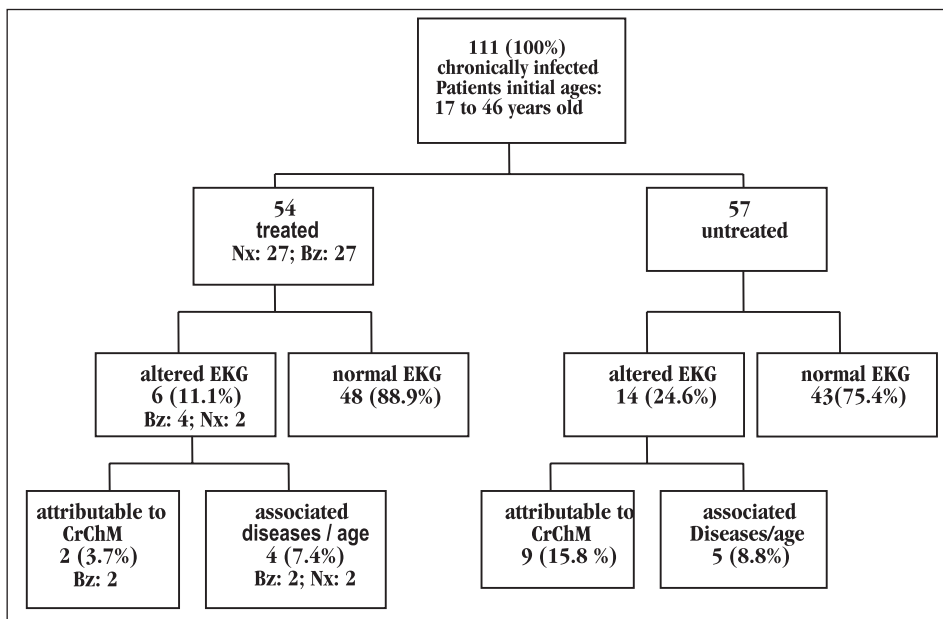 111 (100%)
chronically infected
Patients initial ages:
17 to 46 years old
54
treated
Nx: 27; Bz: 27
57
untreated
altered EKG
6 (11.1%)
Bz: 4; Nx: 2
normal EKG
48 (88.9%)
altered EKG
14 (24.6%)
normal EKG
43(75.4%)
attributable to
CrChM
2 (3.7%)
Bz: 2
associated
diseases / age
4 (7.4%)
Bz: 2; Nx: 2
attributable to
CrChM
9 (15.8 %)
associated
Diseases/age
5 (8.8%)